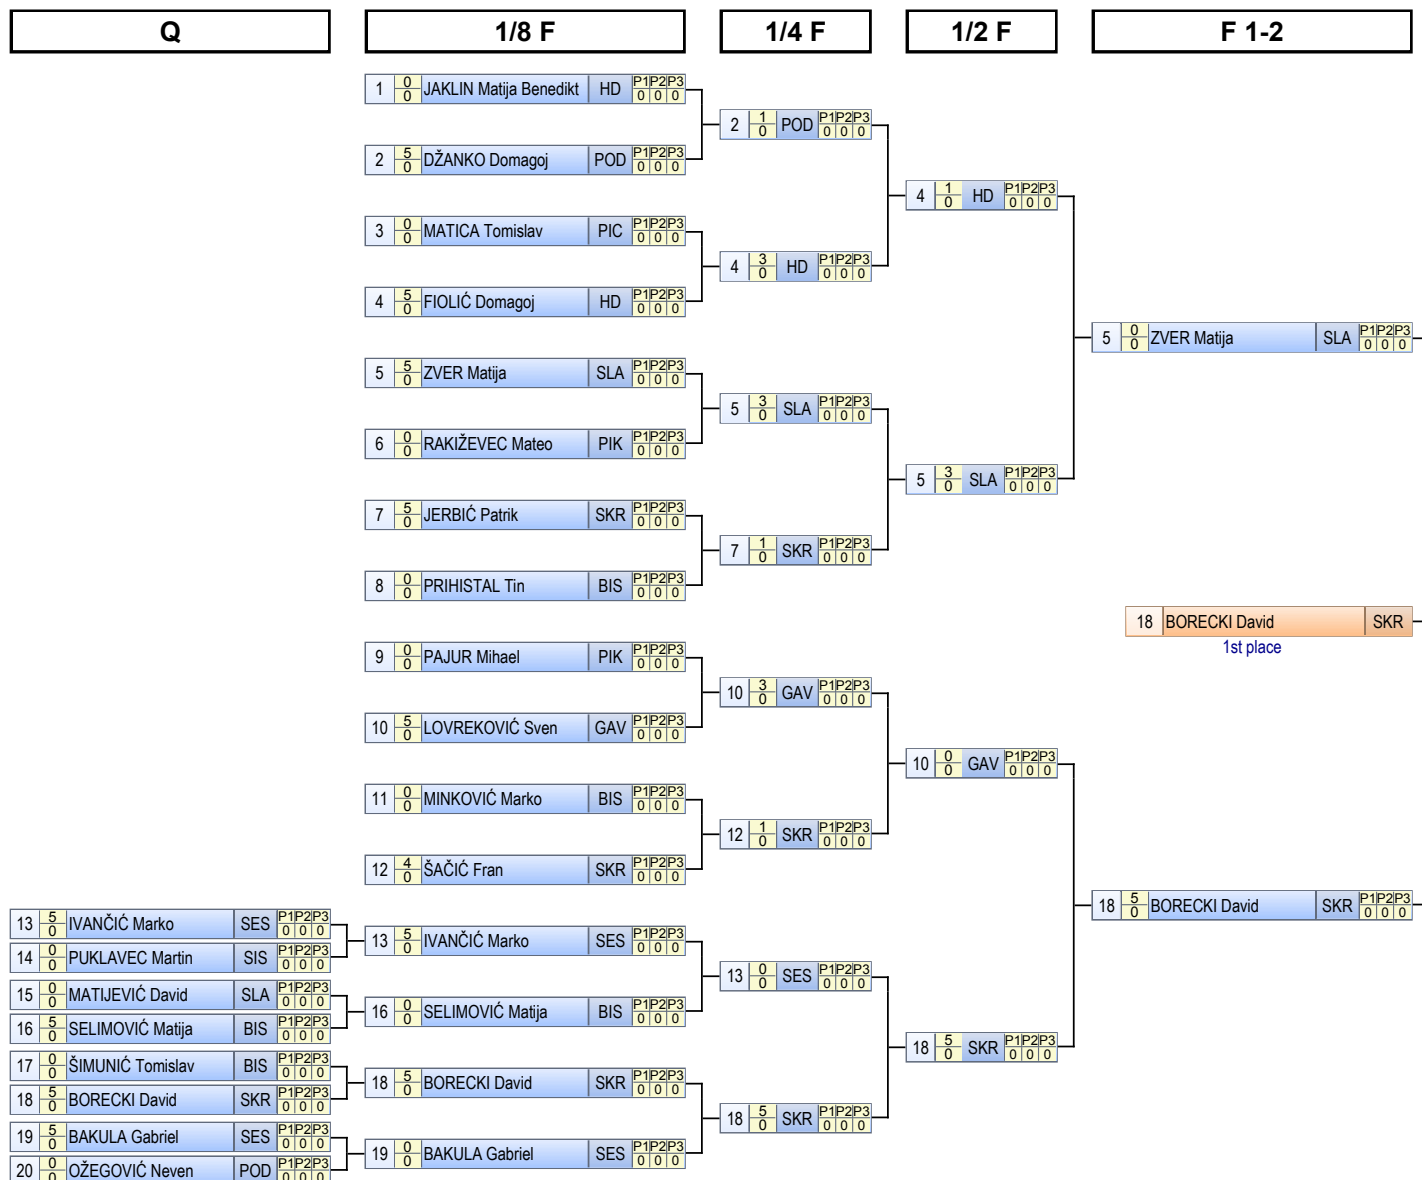 Q 1/8 F 1/4 F 1/2 F F 1-2
1 0 0 JAKLIN Matija Benedikt HD P1 P2 P3 0 0 0
2 1 0 POD P1 P2 P3 0 0 0
2 5 0 DŽANKO Domagoj POD P1 P2 P3 0 0 0
4 1 0 HD P1 P2 P3 0 0 0
3 0 0 MATICA Tomislav PIC P1 P2 P3 0 0 0
4 3 0 HD P1 P2 P3 0 0 0
4 5 0 FIOLIĆ Domagoj HD P1 P2 P3 0 0 0
5 0 0 ZVER Matija SLA P1 P2 P3 0 0 0
5 5 0 ZVER Matija SLA P1 P2 P3 0 0 0
5 3 0 SLA P1 P2 P3 0 0 0
6 0 0 RAKIŽEVEC Mateo PIK P1 P2 P3 0 0 0
5 3 0 SLA P1 P2 P3 0 0 0
7 5 0 JERBIĆ Patrik SKR P1 P2 P3 0 0 0
7 1 0 SKR P1 P2 P3 0 0 0
8 0 0 PRIHISTAL Tin BIS P1 P2 P3 0 0 0
18 BORECKI David SKR
1st place
9 0 0 PAJUR Mihael PIK P1 P2 P3 0 0 0
10 3 0 GAV P1 P2 P3 0 0 0
10 5 0 LOVREKOVIĆ Sven GAV P1 P2 P3 0 0 0
10 0 0 GAV P1 P2 P3 0 0 0
11 0 0 MINKOVIĆ Marko BIS P1 P2 P3 0 0 0
12 1 0 SKR P1 P2 P3 0 0 0
12 4 0 ŠAČIĆ Fran SKR P1 P2 P3 0 0 0
18 5 0 BORECKI David SKR P1 P2 P3 0 0 0
13 5 0 IVANČIĆ Marko SES P1 P2 P3 0 0 0
13 5 0 IVANČIĆ Marko SES P1 P2 P3 0 0 0
14 0 0 PUKLAVEC Martin SIS P1 P2 P3 0 0 0
13 0 0 SES P1 P2 P3 0 0 0
15 0 0 MATIJEVIĆ David SLA P1 P2 P3 0 0 0
16 0 0 SELIMOVIĆ Matija BIS P1 P2 P3 0 0 0
16 5 0 SELIMOVIĆ Matija BIS P1 P2 P3 0 0 0
18 5 0 SKR P1 P2 P3 0 0 0
17 0 0 ŠIMUNIĆ Tomislav BIS P1 P2 P3 0 0 0
18 5 0 BORECKI David SKR P1 P2 P3 0 0 0
18 5 0 BORECKI David SKR P1 P2 P3 0 0 0
18 5 0 SKR P1 P2 P3 0 0 0
19 5 0 BAKULA Gabriel SES P1 P2 P3 0 0 0
19 0 0 BAKULA Gabriel SES P1 P2 P3 0 0 0
20 0 0 OŽEGOVIĆ Neven POD P1 P2 P3 0 0 0